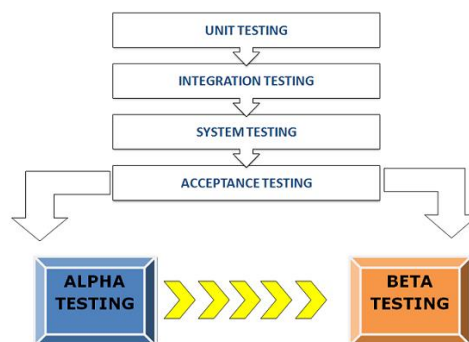 UNIT TESTING
INTEGRATION TESTING
SYSTEM TESTING
ACCEPTANCE TESTING
ALPHA
TESTING
BETA
TESTING